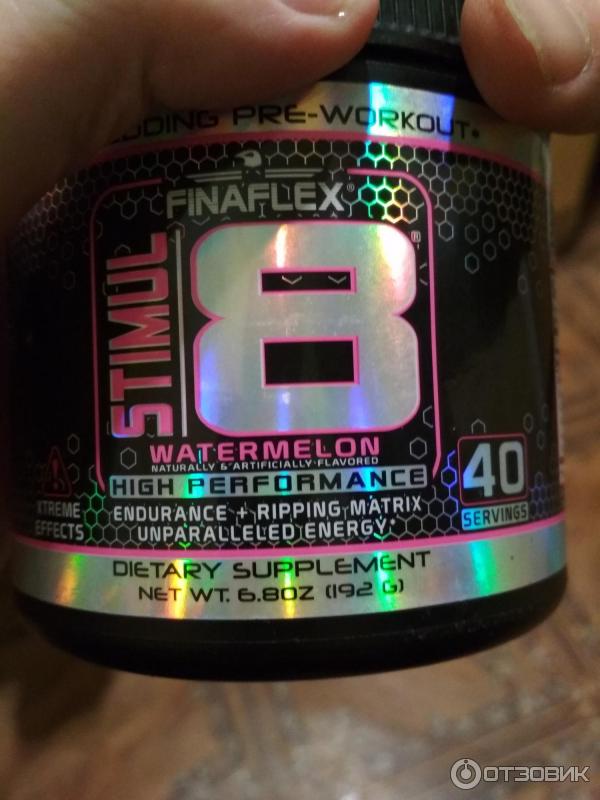 PRE-WORKOUT*
FINAFLEX®
STIMUL
8®
WATERMELON
NATURALLY & ARTIFICIALLY FLAVORED
HIGH PERFORMANCE
ENDURANCE + RIPPING MATRIX
UNPARALLELED ENERGY*
XTREME
EFFECTS
40
SERVINGS
DIETARY SUPPLEMENT
NET WT. 6.8OZ (192 G)
ОТЗОВИК